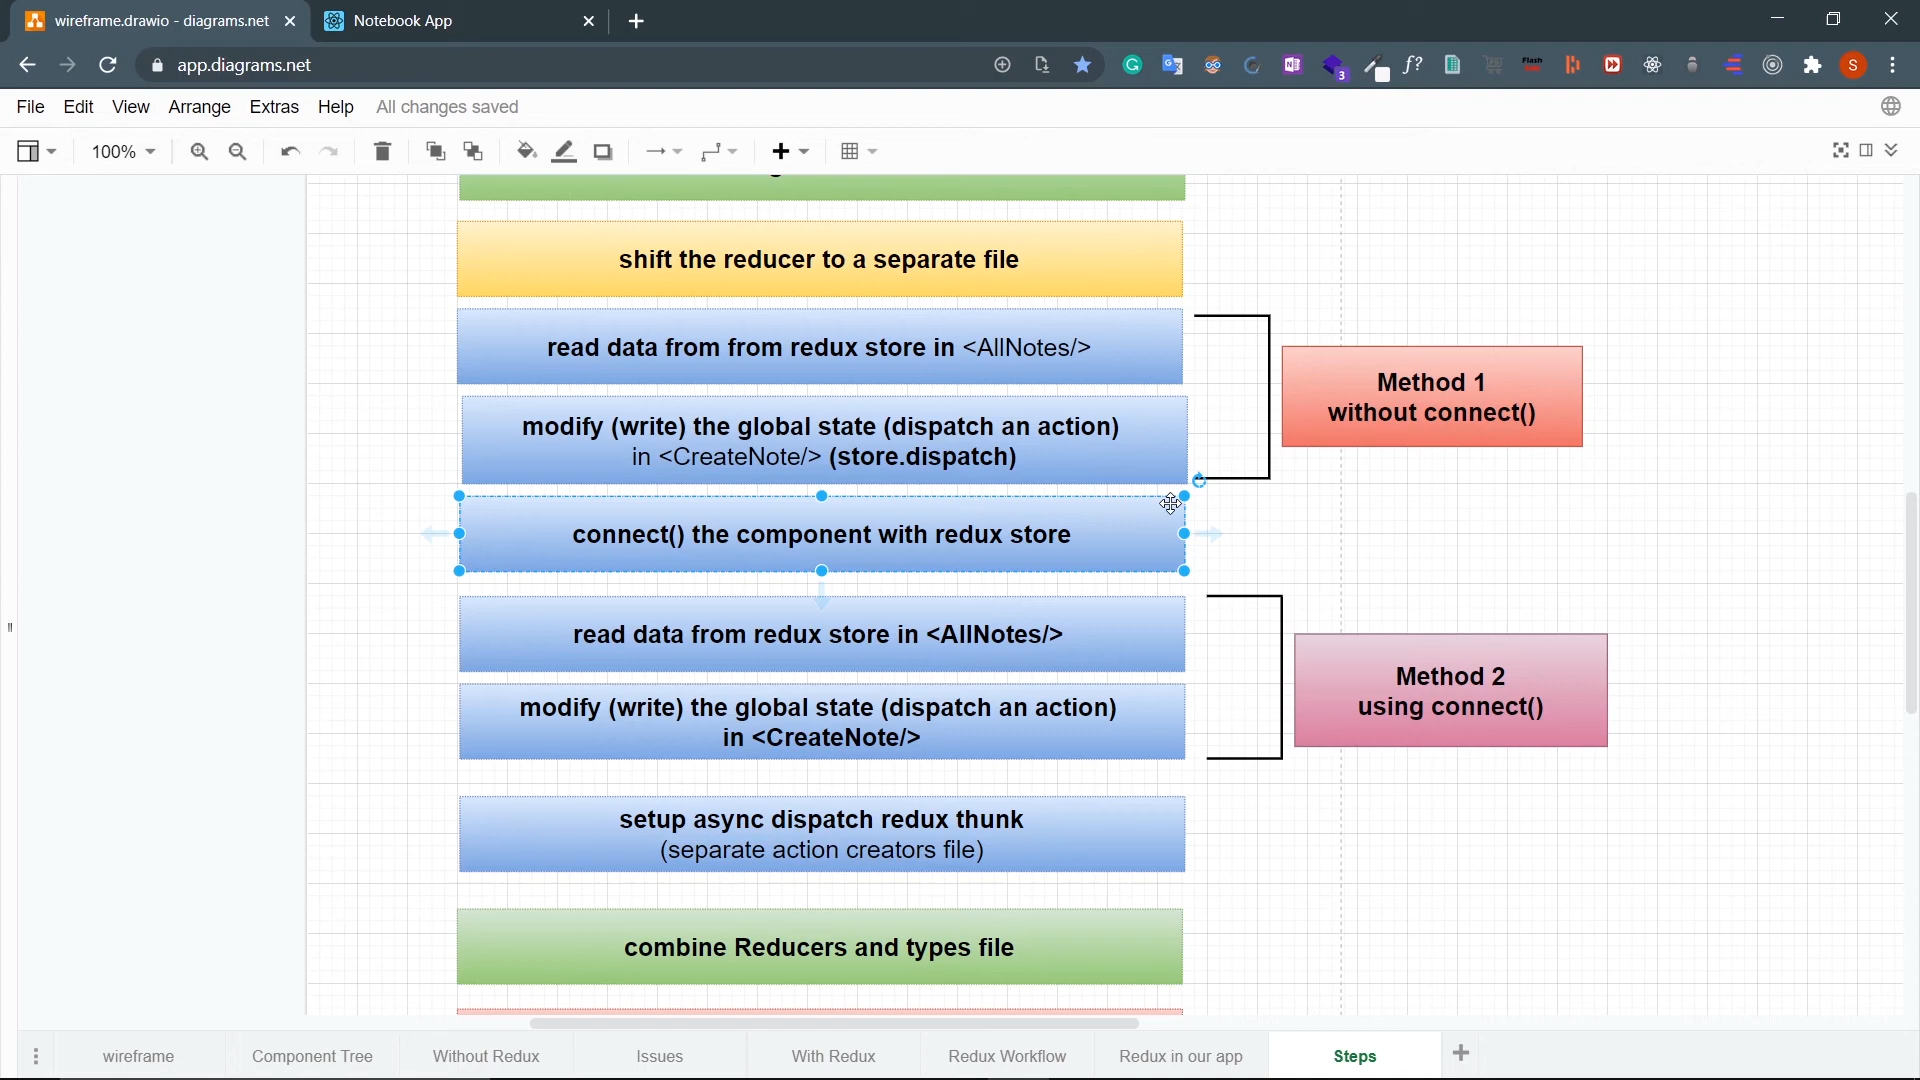 wireframe.drawio - diagrams.net
Notebook App
app.diagrams.net
3
Flash
S
File Edit View Arrange Extras Help All changes saved
100%
shift the reducer to a separate file
read data from from redux store in <AllNotes/>
modify (write) the global state (dispatch an action)
in <CreateNote/> (store.dispatch)
Method 1
without connect()
connect() the component with redux store
read data from redux store in <AllNotes/>
modify (write) the global state (dispatch an action)
in <CreateNote/>
Method 2
using connect()
setup async dispatch redux thunk
(separate action creators file)
combine Reducers and types file
wireframe Component Tree Without Redux Issues With Redux Redux Workflow Redux in our app Steps